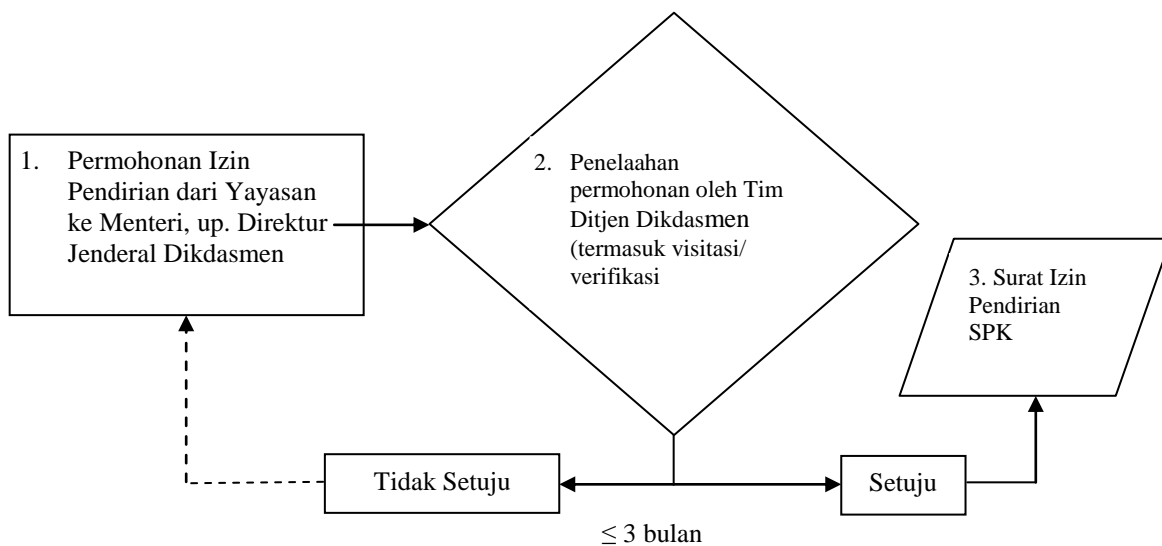 1. Permohonan Izin
Pendirian dari Yayasan
ke Menteri, up. Direktur
Jenderal Dikdasmen
2. Penelaahan
permohonan oleh Tim
Ditjen Dikdasmen
(termasuk visitasi/
verifikasi
3. Surat Izin
Pendirian
SPK
Tidak Setuju
Setuju
≤ 3 bulan